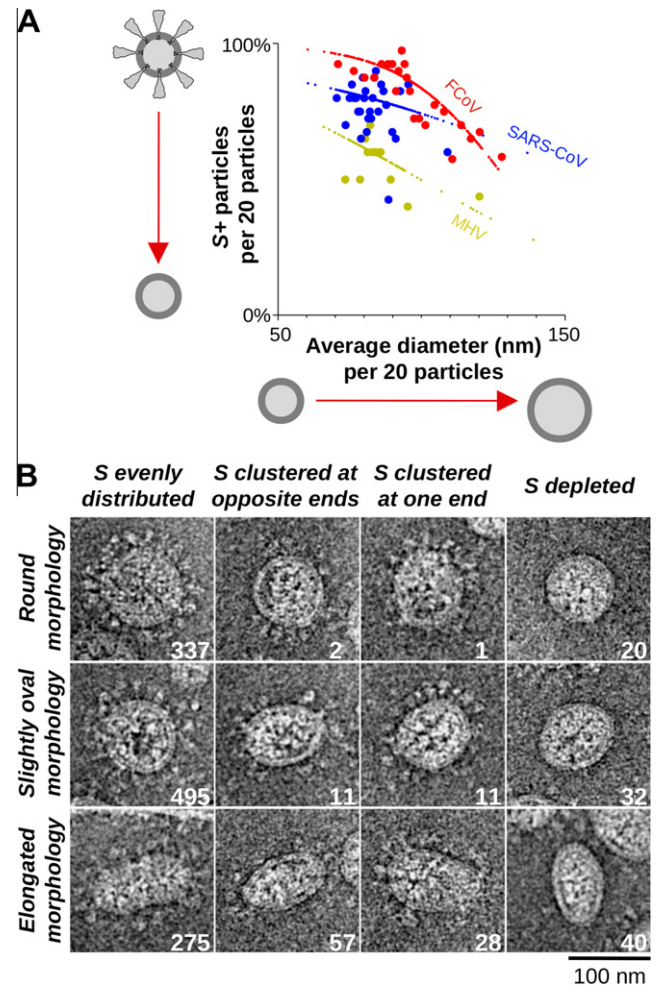 A
100%
0%
S+ particles
per 20 particles
FCoV
SARS-CoV
MHV
50
150
Average diameter (nm)
per 20 particles
B
S evenly
distributed
S clustered at
opposite ends
S clustered
at one end
S depleted
Round
morphology
337
2
1
20
Slightly oval
morphology
495
11
11
32
Elongated
morphology
275
57
28
40
100 nm